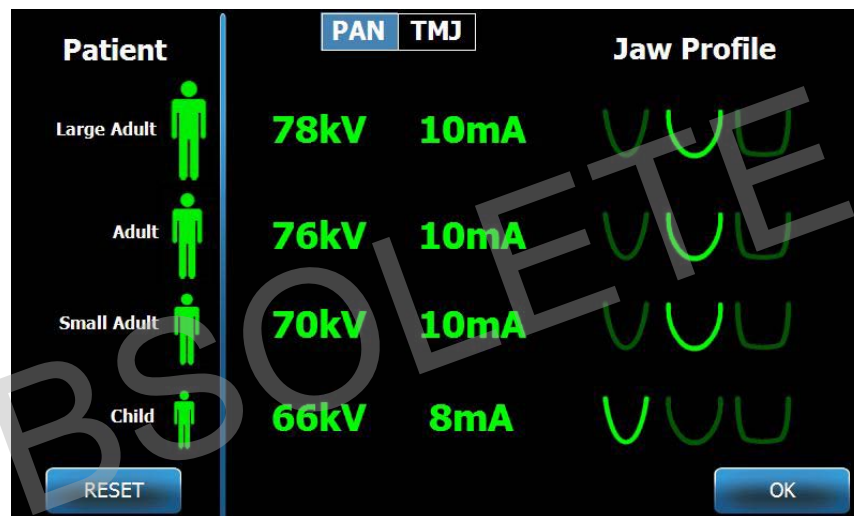 PAN TMJ
Patient Jaw Profile
Large Adult 78kV 10mA
Adult 76kV 10mA
Small Adult 70kV 10mA
Child 66kV 8mA
RESET OK
BSOLETE